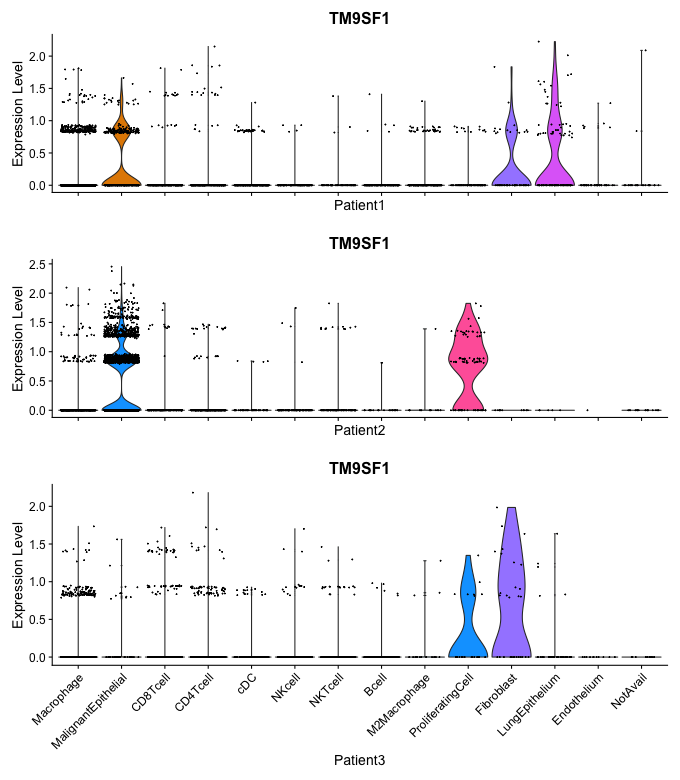 TM9SF1
Expression Level
2.0
1.5
1.0
0.5
0.0
Patient1
TM9SF1
Expression Level
2.5
2.0
1.5
1.0
0.5
0.0
Patient2
TM9SF1
Expression Level
2.0
1.5
1.0
0.5
0.0
Macrophage
MalignantEpithelial
CD8Tcell
CD4Tcell
cDC
NKcell
NKTcell
Bcell
M2Macrophage
ProliferatingCell
Fibroblast
LungEpithelium
Endothelium
NotAvail
Patient3